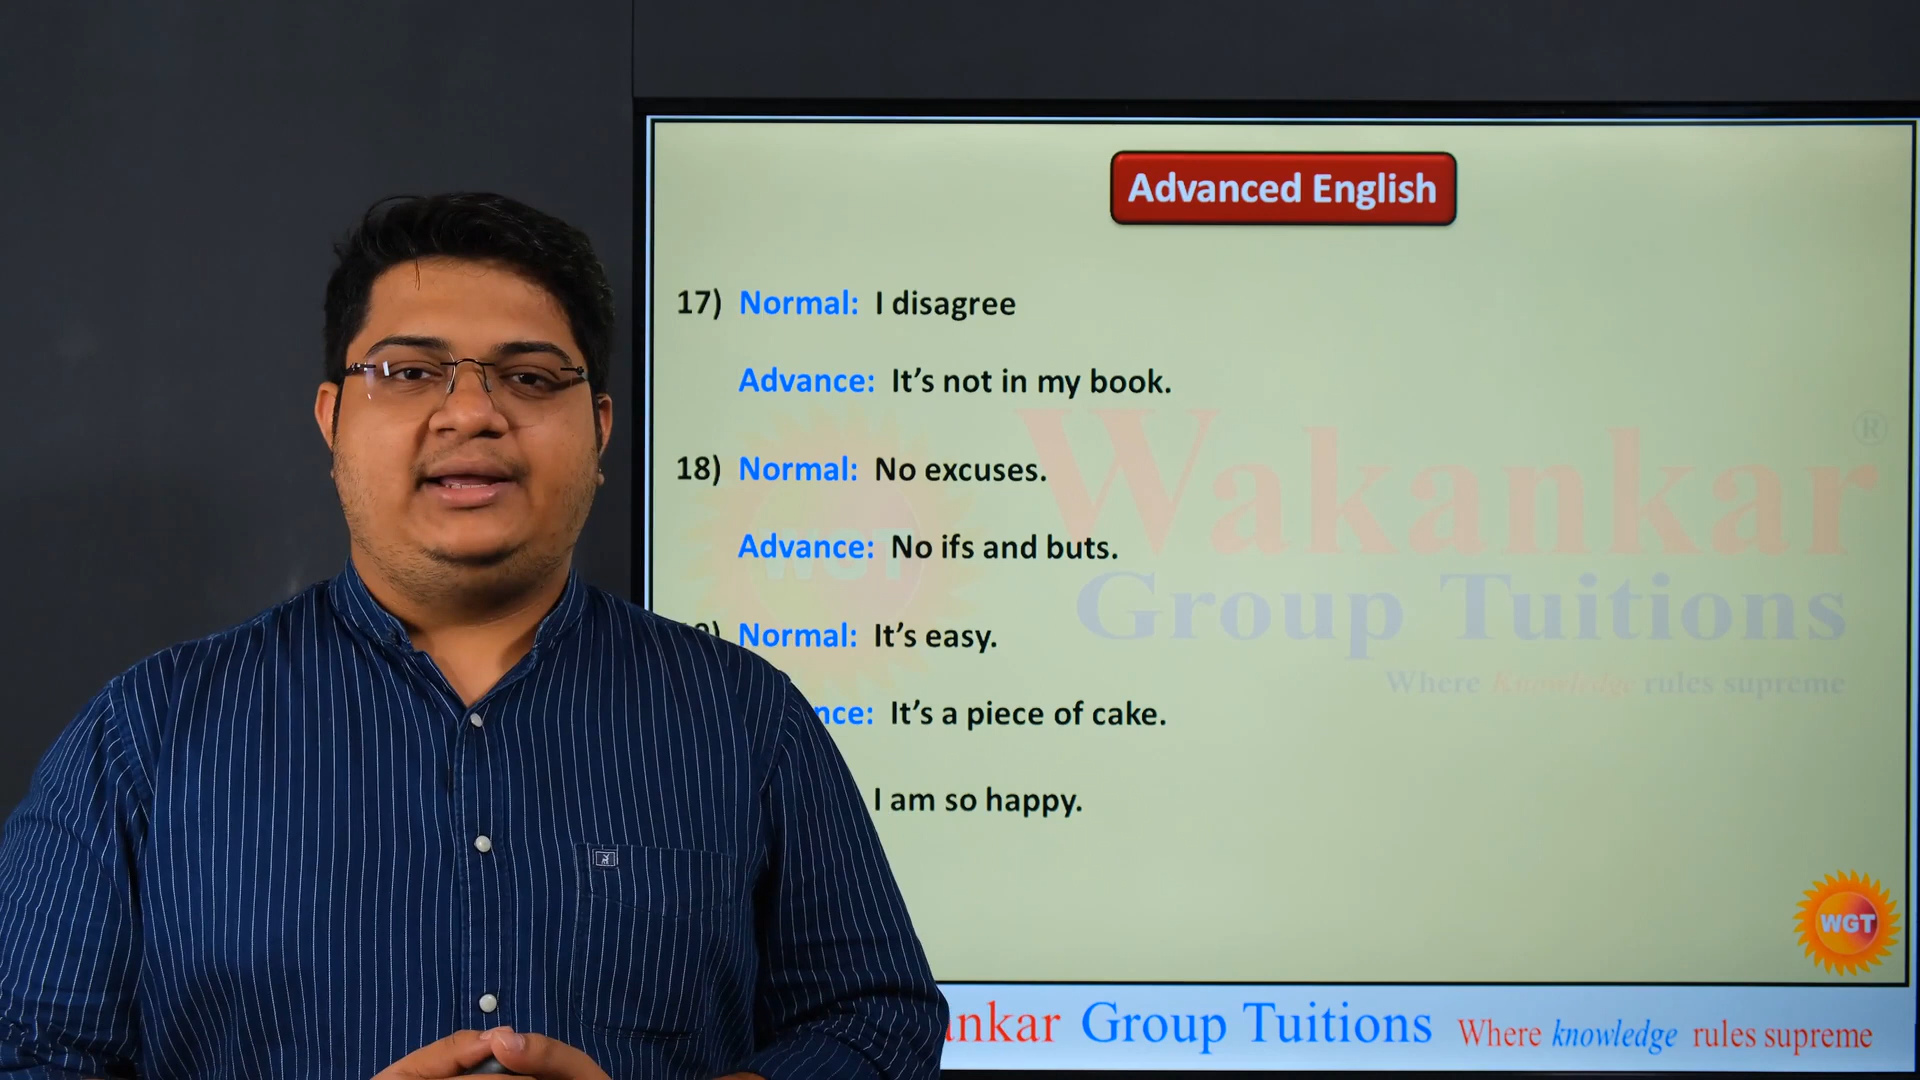 Advanced English
17) Normal: I disagree
Advance: It's not in my book.
18) Normal: No excuses.
Advance: No ifs and buts.
Normal: It's easy.
nce: It's a piece of cake.
I am so happy.
Wakankar ®
Group Tuitions
Where Knowledge rules supreme
WGT
WGT
ankar Group Tuitions Where knowledge rules supreme